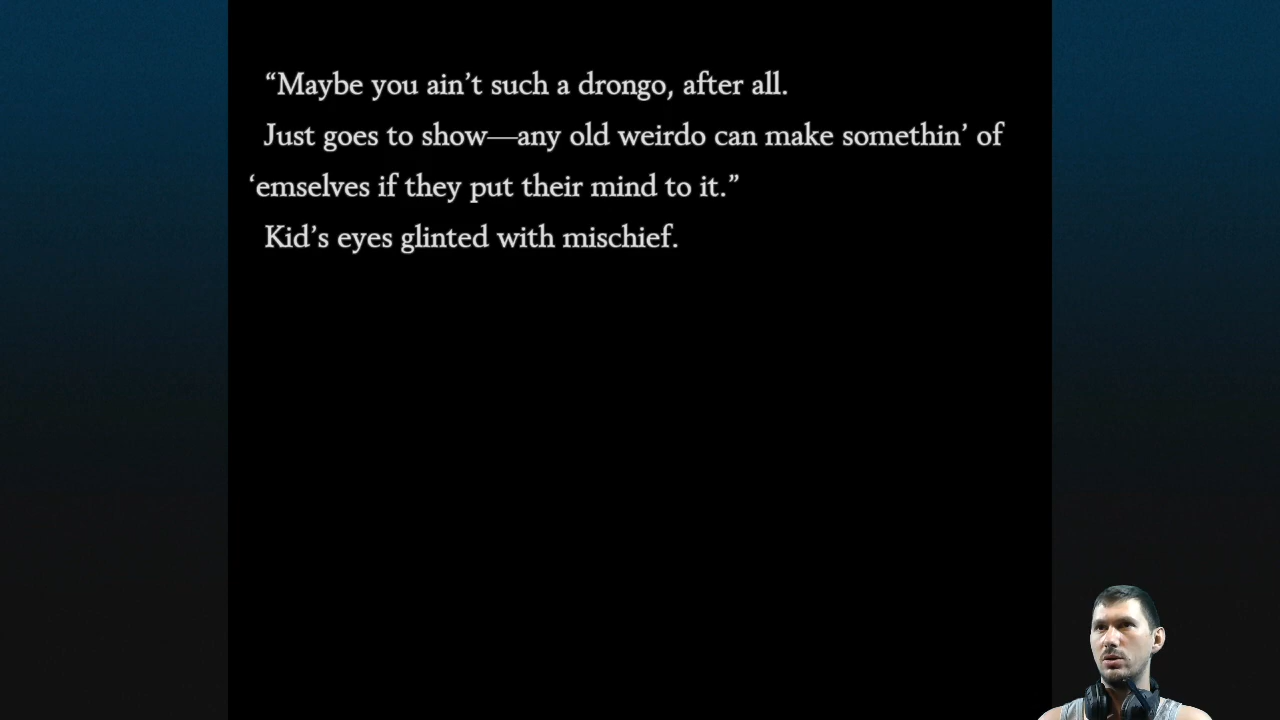 “Maybe you ain’t such a drongo, after all.
Just goes to show—any old weirdo can make somethin’ of
‘emselves if they put their mind to it.”
Kid’s eyes glinted with mischief.